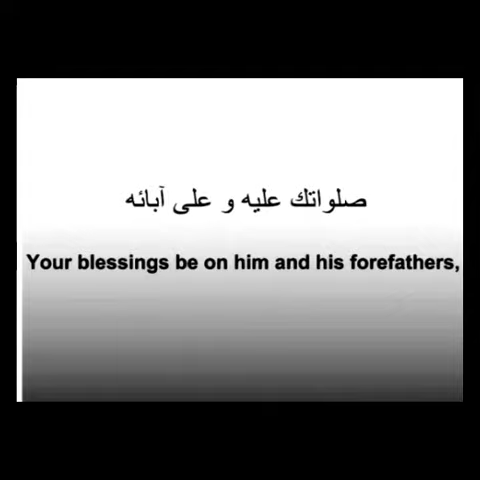 صلواتك عليه و على آبائه
Your blessings be on him and his forefathers,